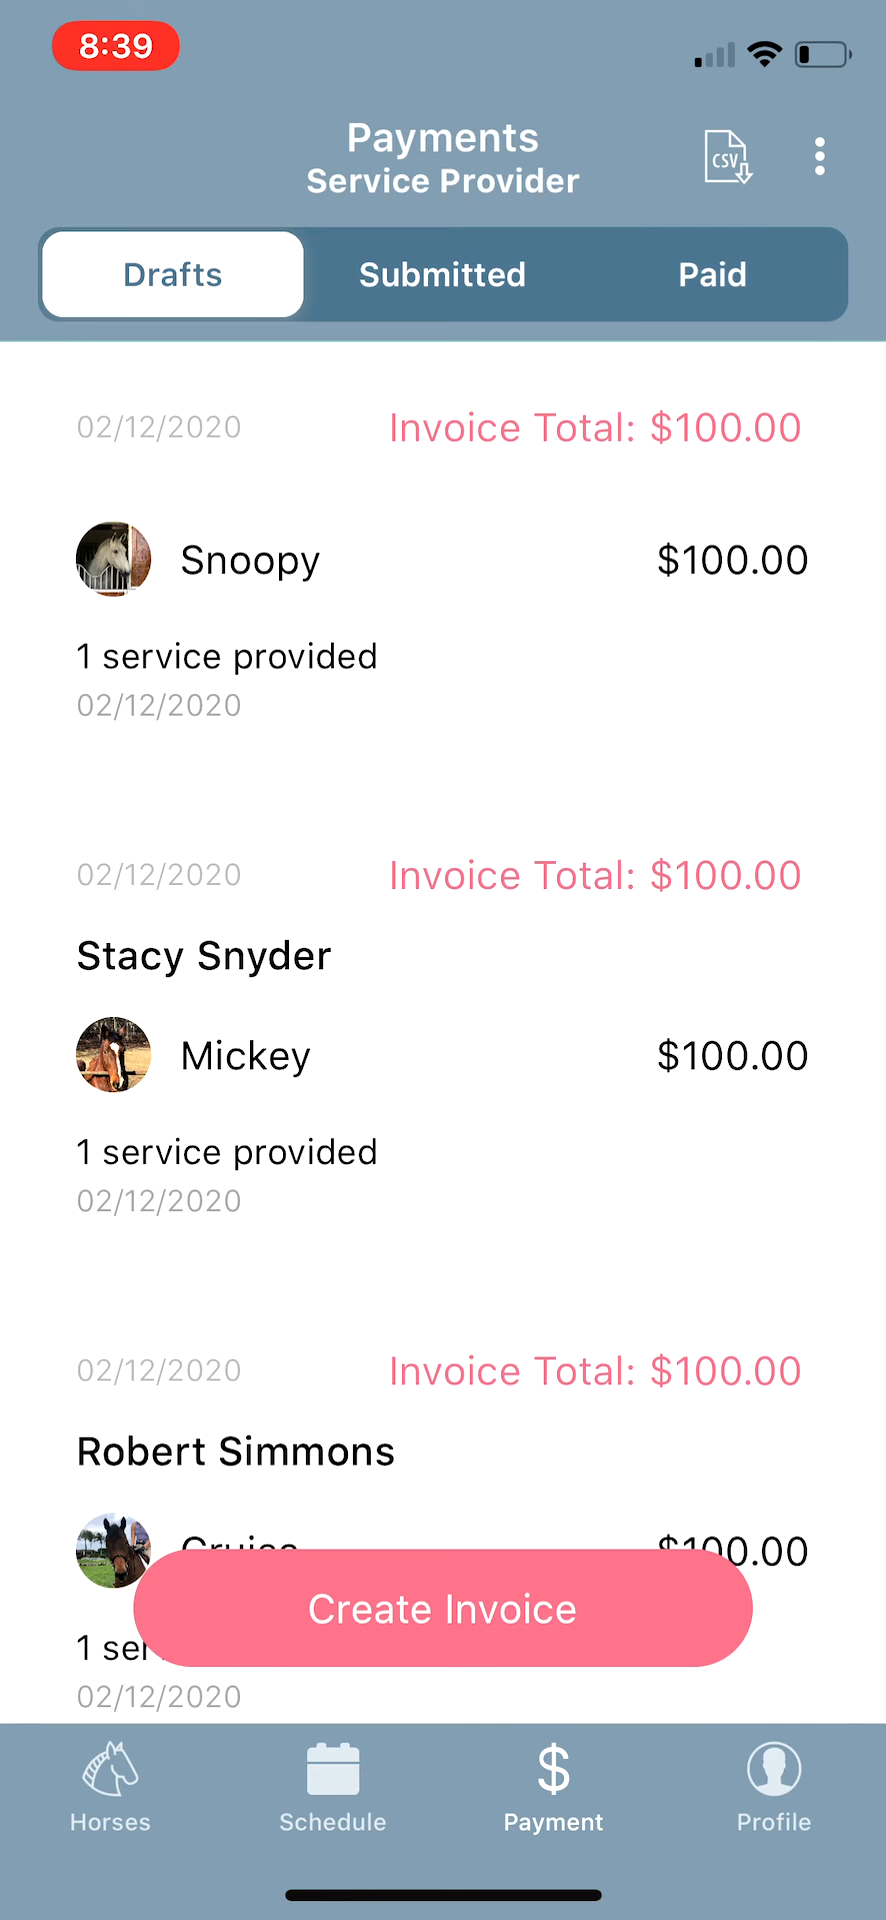 8:39
Payments
Service Provider
CSV
Drafts
Submitted
Paid
02/12/2020
Invoice Total: $100.00
Snoopy
$100.00
1 service provided
02/12/2020
02/12/2020
Invoice Total: $100.00
Stacy Snyder
Mickey
$100.00
1 service provided
02/12/2020
02/12/2020
Invoice Total: $100.00
Robert Simmons
$100.00
Create Invoice
1
02/12/2020
Horses
Schedule
Payment
Profile